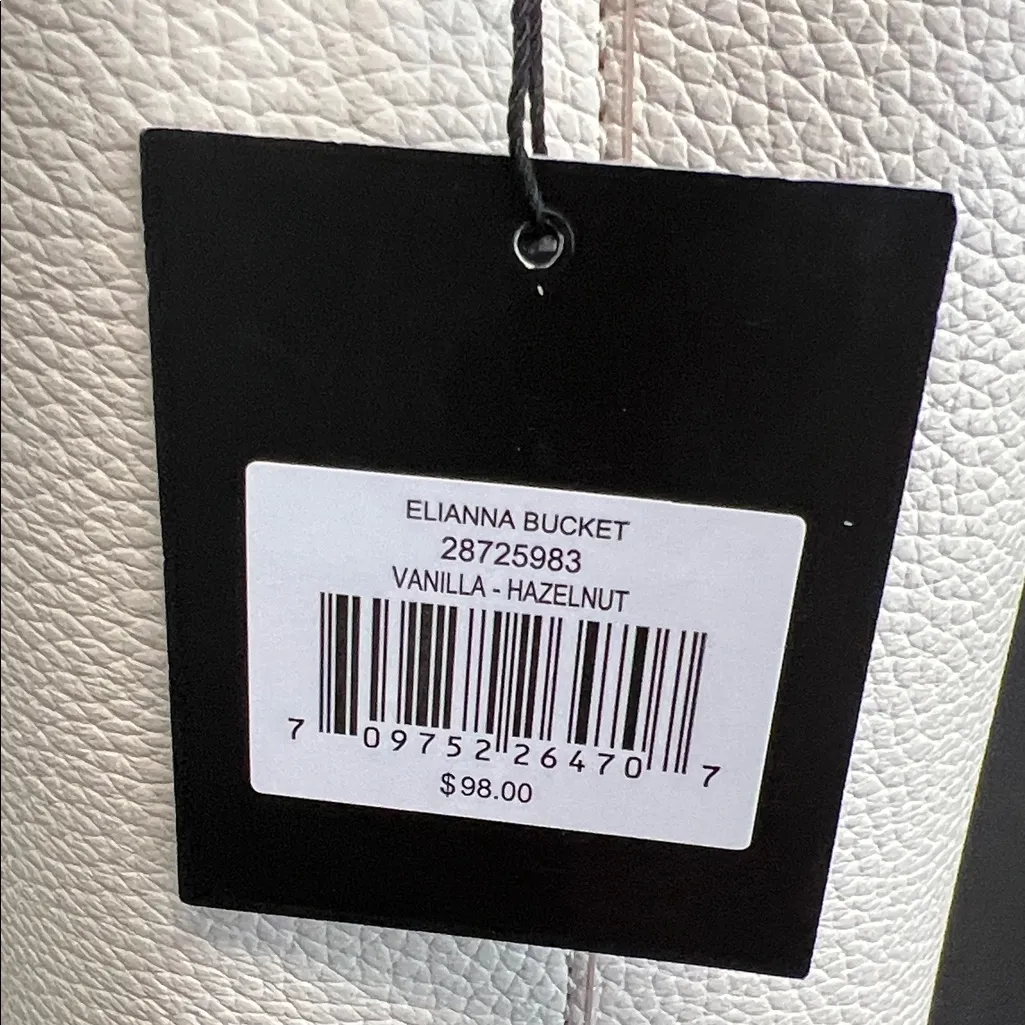 ELIANNA BUCKET
28725983
VANILLA - HAZELNUT
7 09752 26470 7
$98.00